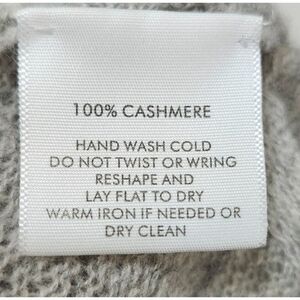 100% CASHMERE
HAND WASH COLD
DO NOT TWIST OR WRING
RESHAPE AND
LAY FLAT TO DRY
WARM IRON IF NEEDED OR
DRY CLEAN